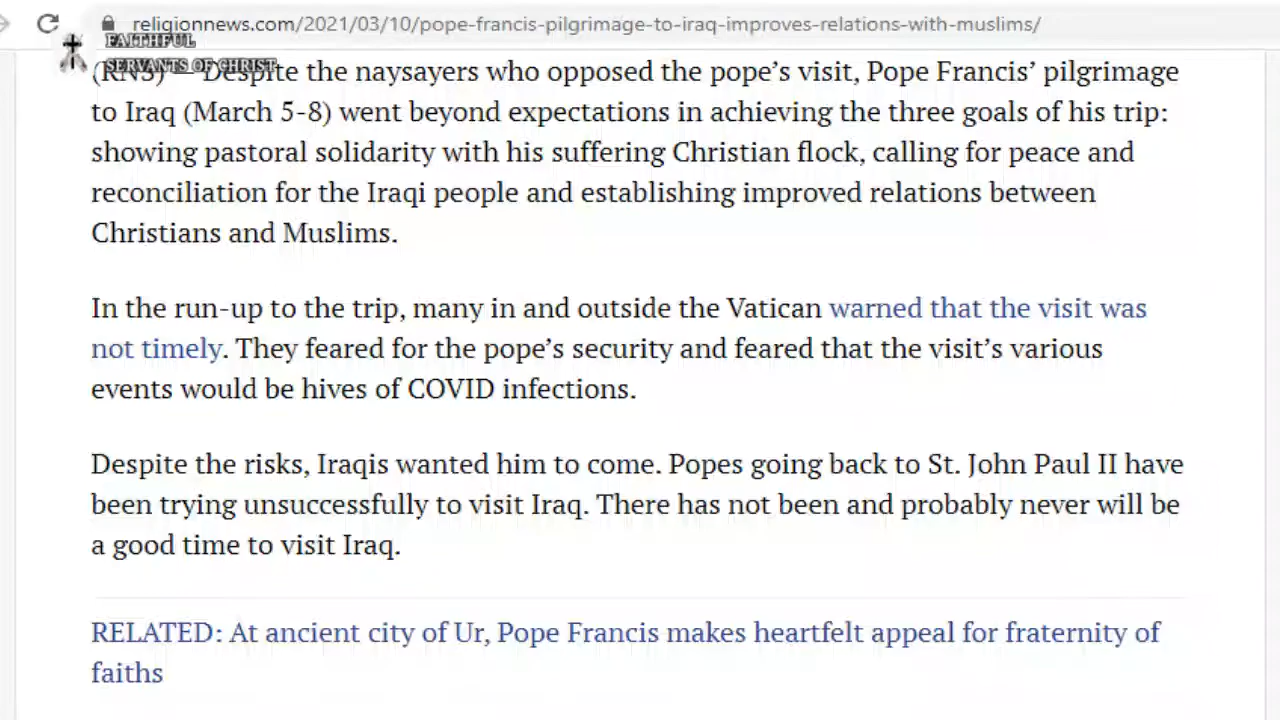 religionnews.com/2021/03/10/pope-francis-pilgrimage-to-iraq-improves-relations-with-muslims/
FAITHFUL
SERVANTS OF CHRIST
(RNS) — Despite the naysayers who opposed the pope’s visit, Pope Francis’ pilgrimage
to Iraq (March 5-8) went beyond expectations in achieving the three goals of his trip:
showing pastoral solidarity with his suffering Christian flock, calling for peace and
reconciliation for the Iraqi people and establishing improved relations between
Christians and Muslims.
In the run-up to the trip, many in and outside the Vatican warned that the visit was
not timely. They feared for the pope’s security and feared that the visit’s various
events would be hives of COVID infections.
Despite the risks, Iraqis wanted him to come. Popes going back to St. John Paul II have
been trying unsuccessfully to visit Iraq. There has not been and probably never will be
a good time to visit Iraq.
RELATED: At ancient city of Ur, Pope Francis makes heartfelt appeal for fraternity of
faiths